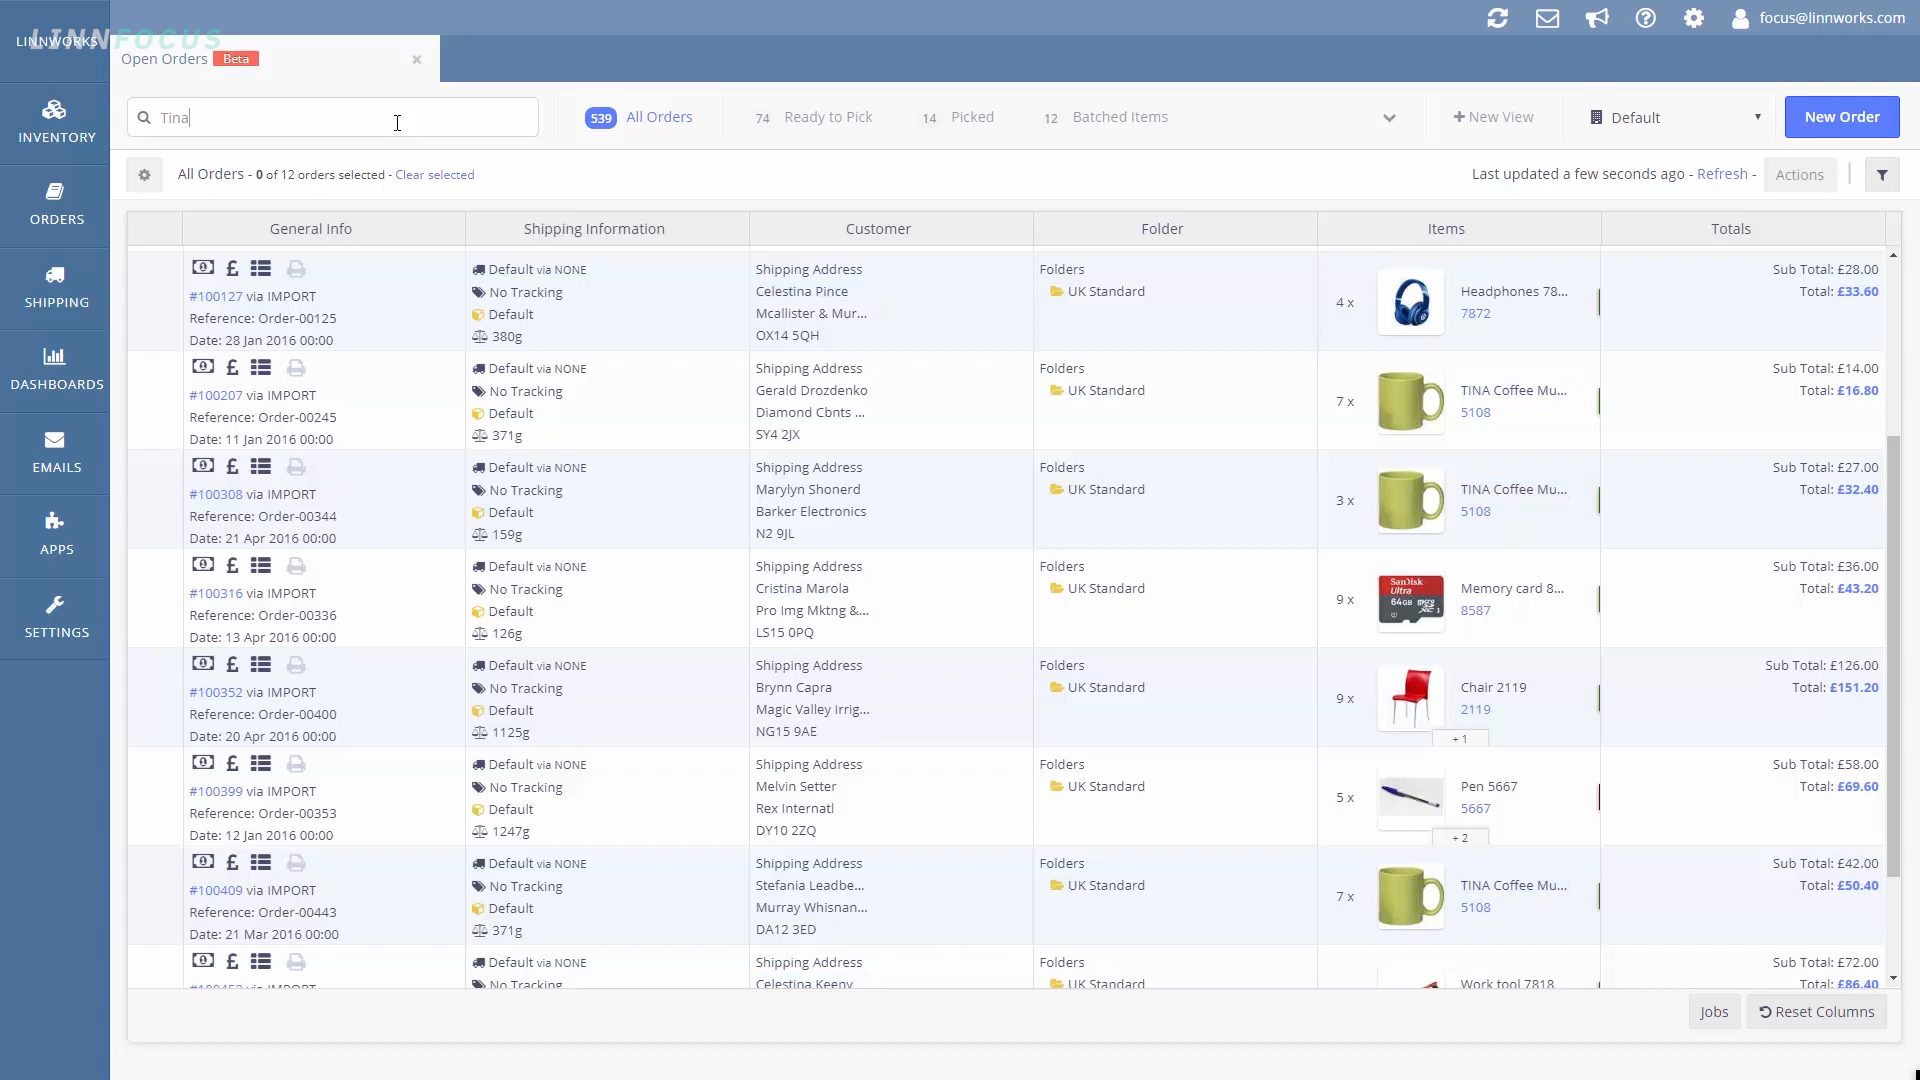 LINNWORKS
LINNFOCUS
focus@linnworks.com
Open Orders Beta ×
Tina
539 All Orders
74 Ready to Pick
14 Picked
12 Batched Items
+ New View
Default
New Order
All Orders - 0 of 12 orders selected - Clear selected
Last updated a few seconds ago - Refresh - Actions
INVENTORY
ORDERS
SHIPPING
DASHBOARDS
EMAILS
APPS
SETTINGS
General Info Shipping Information Customer Folder Items Totals
#100127 via IMPORT
Reference: Order-00125
Date: 28 Jan 2016 00:00
Default via NONE
No Tracking
Default
380g
Shipping Address
Celestina Pince
Mcallister & Mur...
OX14 5QH
Folders
UK Standard
4 x
Headphones 78...
7872
Sub Total: £28.00
Total: £33.60
#100207 via IMPORT
Reference: Order-00245
Date: 11 Jan 2016 00:00
Default via NONE
No Tracking
Default
371g
Shipping Address
Gerald Drozdenko
Diamond Cbnts ...
SY4 2JX
Folders
UK Standard
7 x
TINA Coffee Mu...
5108
Sub Total: £14.00
Total: £16.80
#100308 via IMPORT
Reference: Order-00344
Date: 21 Apr 2016 00:00
Default via NONE
No Tracking
Default
159g
Shipping Address
Marylyn Shonerd
Barker Electronics
N2 9JL
Folders
UK Standard
3 x
TINA Coffee Mu...
5108
Sub Total: £27.00
Total: £32.40
#100316 via IMPORT
Reference: Order-00336
Date: 13 Apr 2016 00:00
Default via NONE
No Tracking
Default
126g
Shipping Address
Cristina Marola
Pro Img Mktng &...
LS15 0PQ
Folders
UK Standard
9 x
SanDisk
Ultra
64GB
Memory card 8...
8587
Sub Total: £36.00
Total: £43.20
#100352 via IMPORT
Reference: Order-00400
Date: 20 Apr 2016 00:00
Default via NONE
No Tracking
Default
1125g
Shipping Address
Brynn Capra
Magic Valley Irrig...
NG15 9AE
Folders
UK Standard
9 x
Chair 2119
2119
+ 1
Sub Total: £126.00
Total: £151.20
#100399 via IMPORT
Reference: Order-00353
Date: 12 Jan 2016 00:00
Default via NONE
No Tracking
Default
1247g
Shipping Address
Melvin Setter
Rex Internatl
DY10 2ZQ
Folders
UK Standard
5 x
Pen 5667
5667
+ 2
Sub Total: £58.00
Total: £69.60
#100409 via IMPORT
Reference: Order-00443
Date: 21 Mar 2016 00:00
Default via NONE
No Tracking
Default
371g
Shipping Address
Stefania Leadbe...
Murray Whisnan...
DA12 3ED
Folders
UK Standard
7 x
TINA Coffee Mu...
5108
Sub Total: £42.00
Total: £50.40
Default via NONE
No Tracking
Shipping Address
Celestina Keeny
Folders
UK Standard
Work tool 7818
Sub Total: £72.00
Total: £86.40
Jobs
Reset Columns